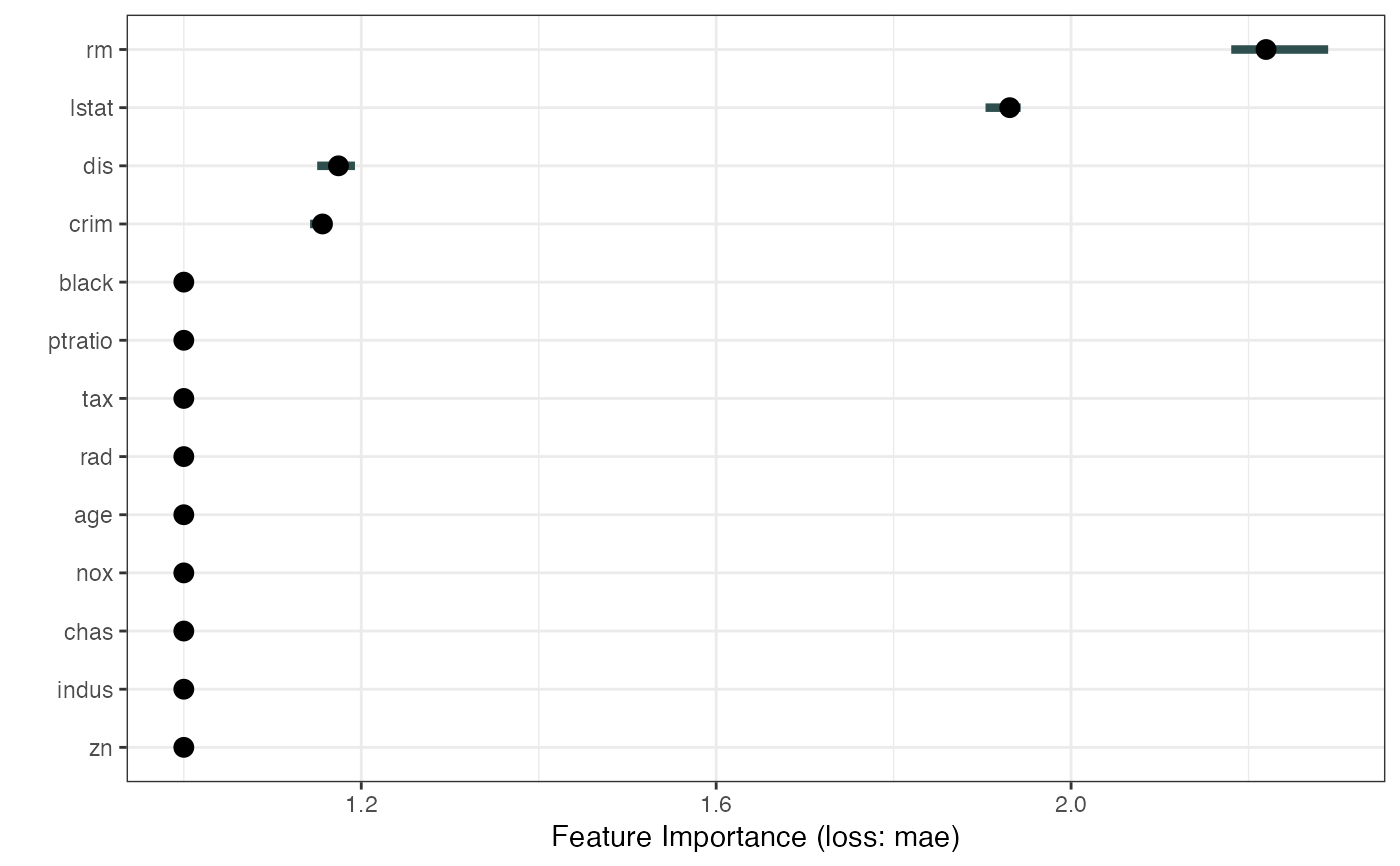 rm
lstat
dis
crim
black
ptratio
tax
rad
age
nox
chas
indus
zn
1.2 1.6 2.0
Feature Importance (loss: mae)